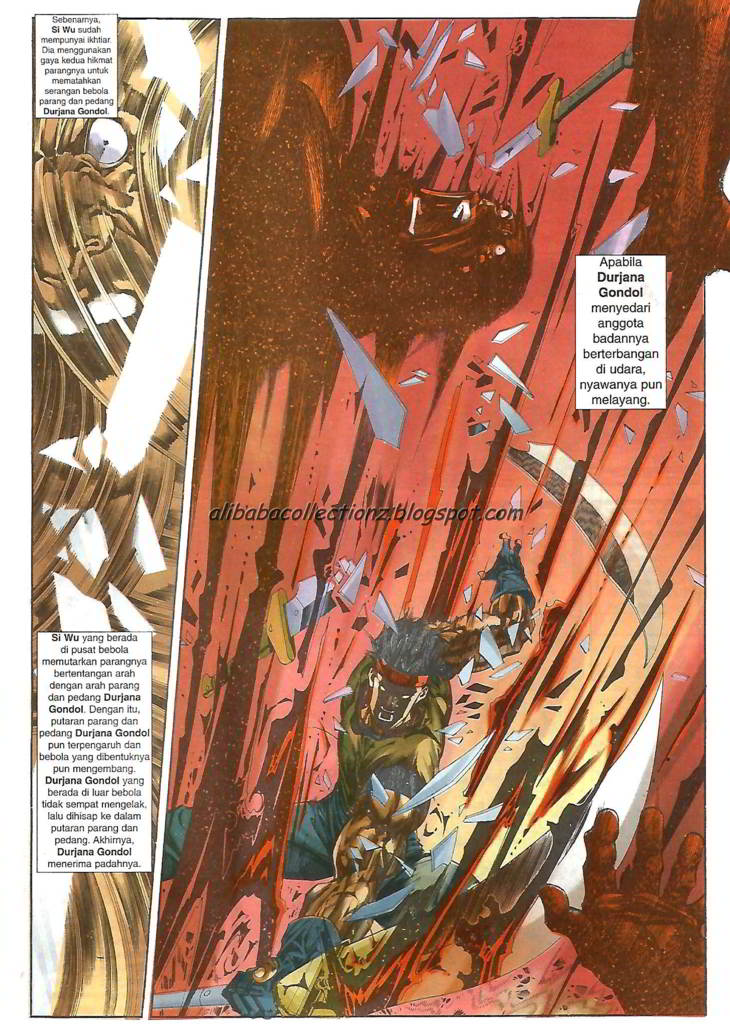 Sebenarnya,
Si Wu sudah
mempunyai ikhtiar.
Dia menggunakan
gaya kedua hikmat
parangnya untuk
mematahkan
serangan bebola
parang dan pedang
Durjana Gondol.
Apabila
Durjana
Gondol
menyedari
anggota
badannya
berterbangan
di udara,
nyawanya pun
melayang.
alibabacollectionz.blogspot.com
Si Wu yang berada
di pusat bebola
memutarkan parangnya
bertentangan arah
dengan arah parang
dan pedang Durjana
Gondol. Dengan itu,
putaran parang dan
pedang Durjana Gondol
pun terpengaruh dan
bebola yang dibentuknya
pun mengembang.
Durjana Gondol yang
berada di luar bebola
tidak sempat mengelak,
lalu dihisap ke dalam
putaran parang dan
pedang. Akhirnya,
Durjana Gondol
menerima padahnya.